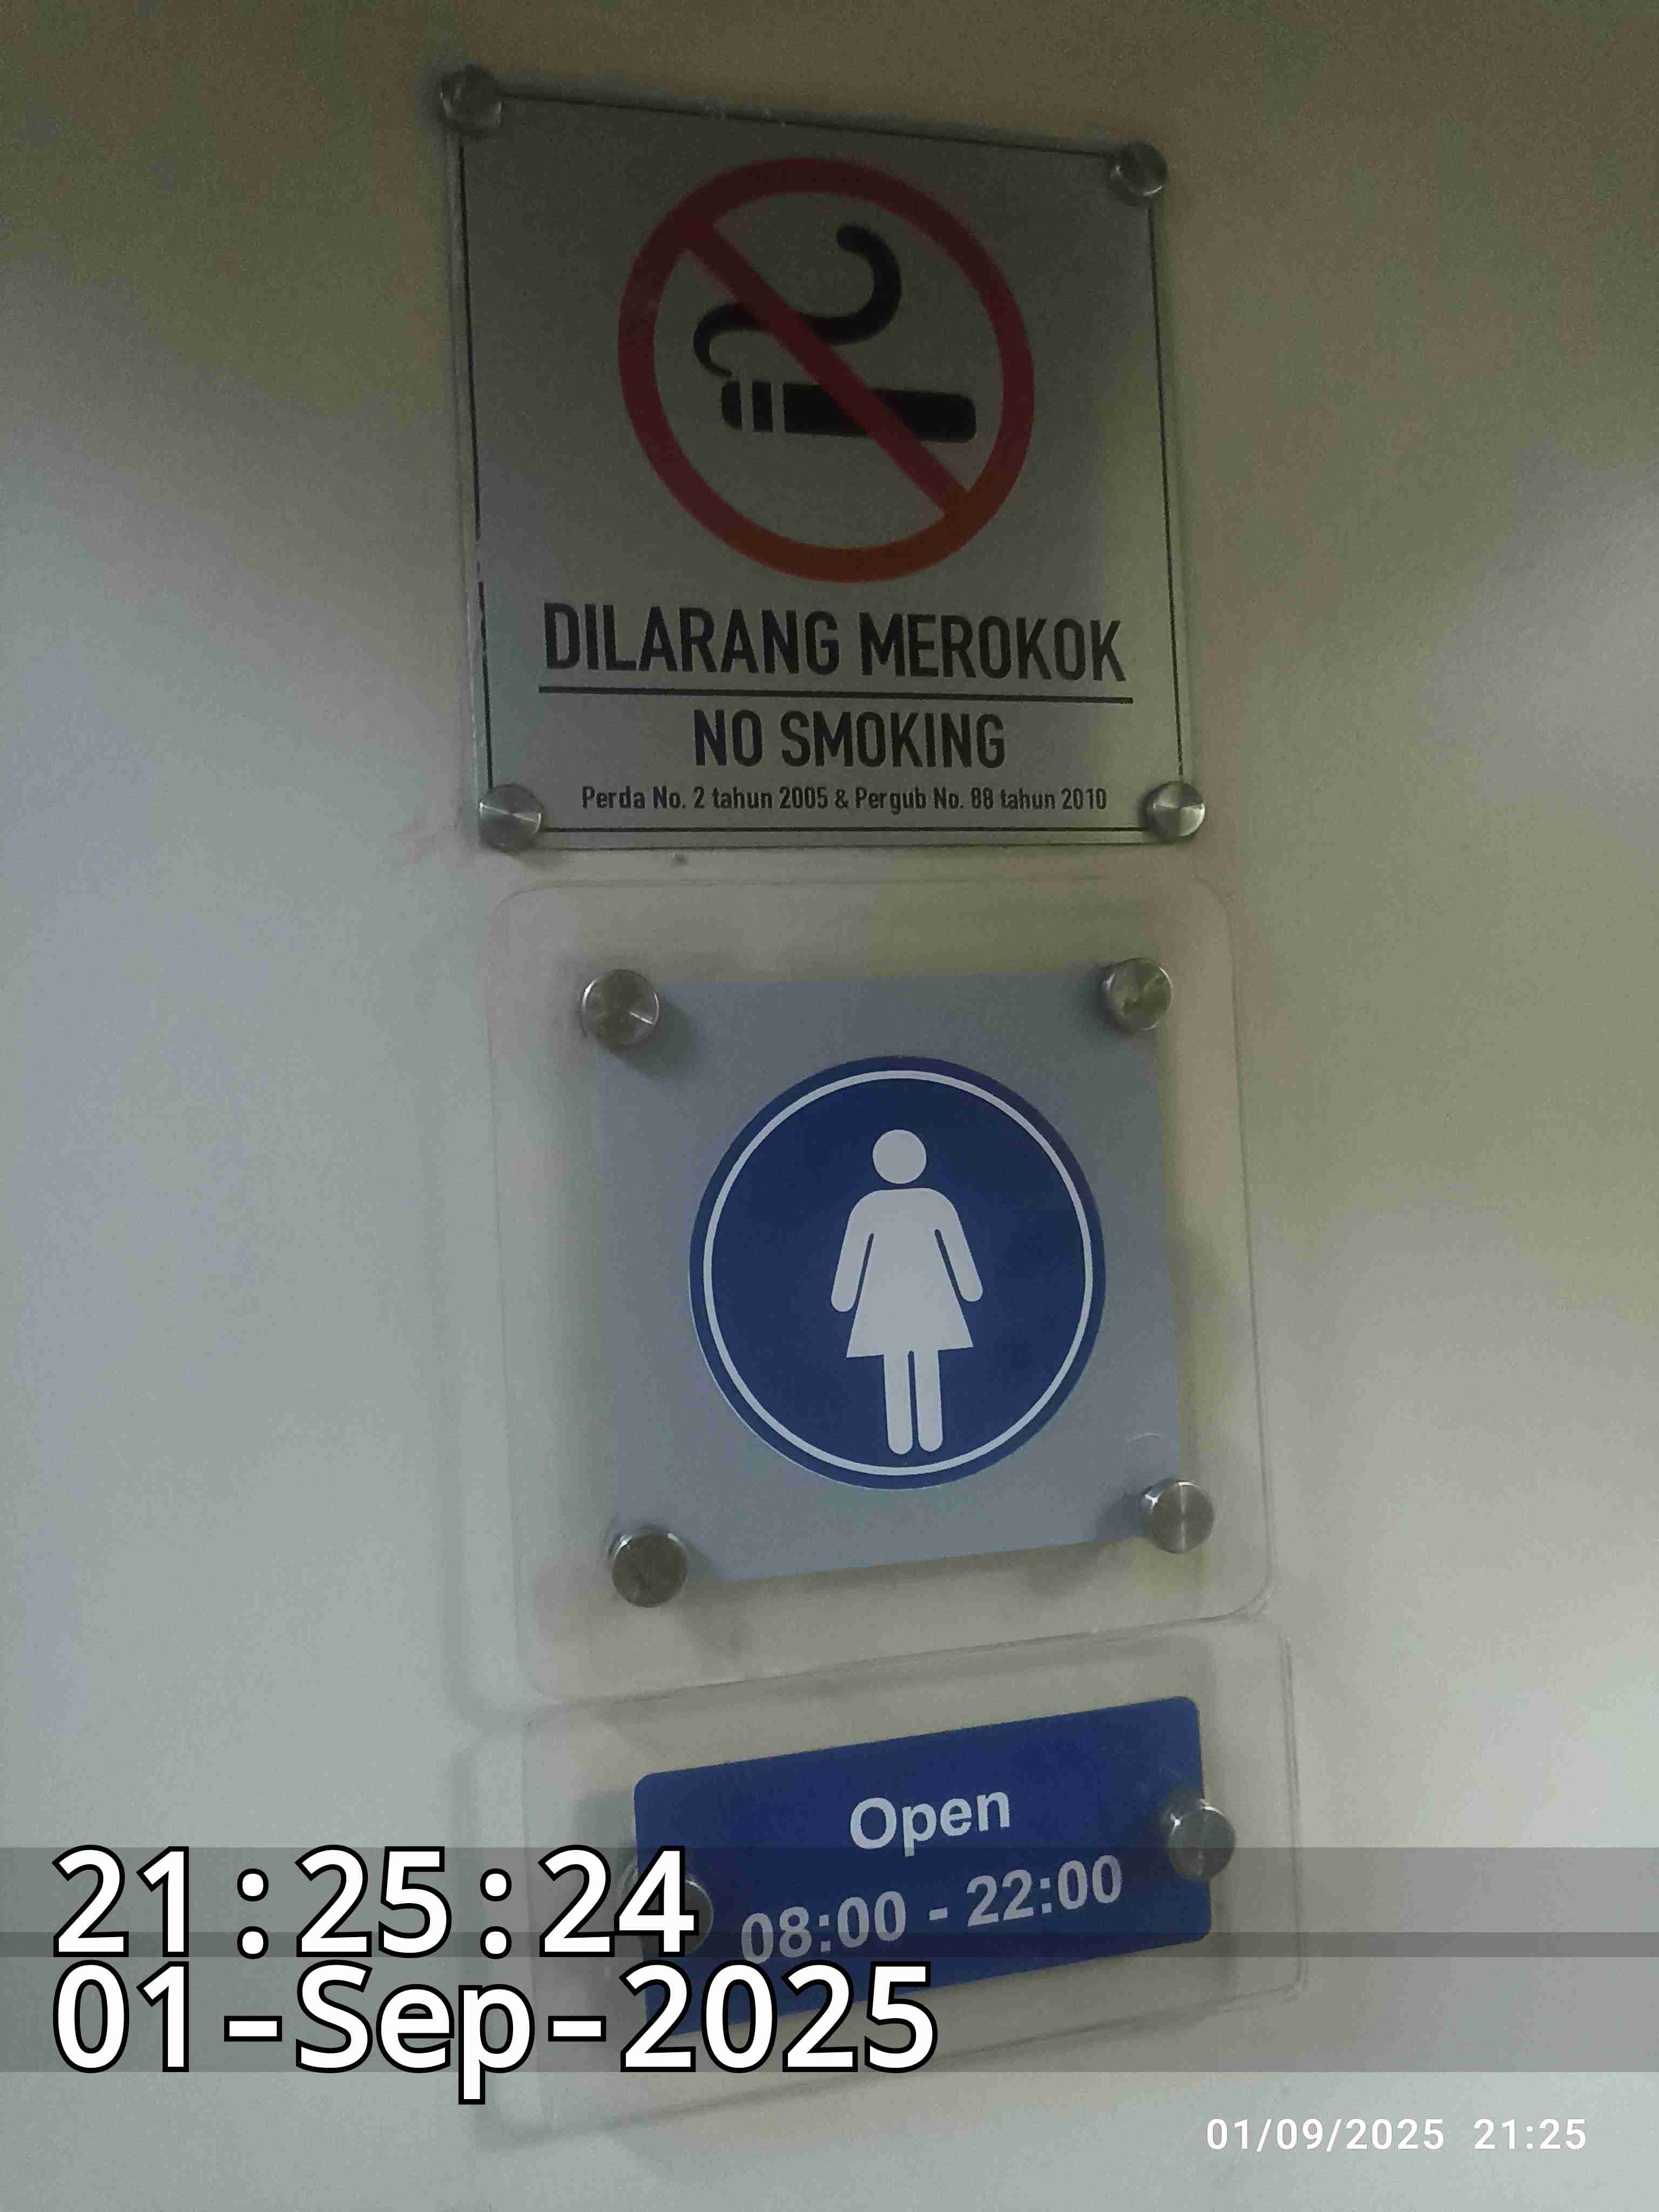 DILARANG MEROKOK
NO SMOKING
Perda No. 2 tahun 2005 & Pergub No. 88 tahun 2010
Open
08:00 - 22:00
21:25:24
01-Sep-2025
01/09/2025 21:25